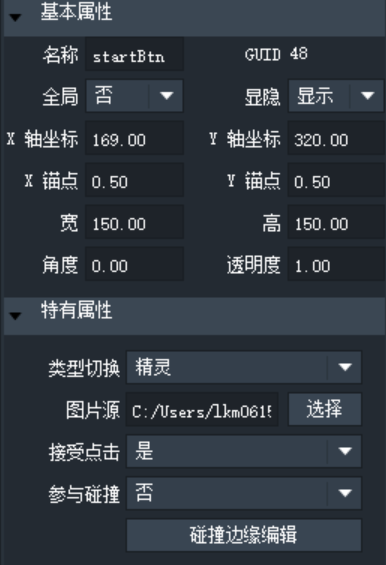 基本属性
名称 startBtn GUID 48
全局 否 显隐 显示
X 轴坐标 169.00 Y 轴坐标 320.00
X 锚点 0.50 Y 锚点 0.50
宽 150.00 高 150.00
角度 0.00 透明度 1.00
特有属性
类型切换 精灵
图片源 C:/Users/lkm061 选择
接受点击 是
参与碰撞 否
碰撞边缘编辑